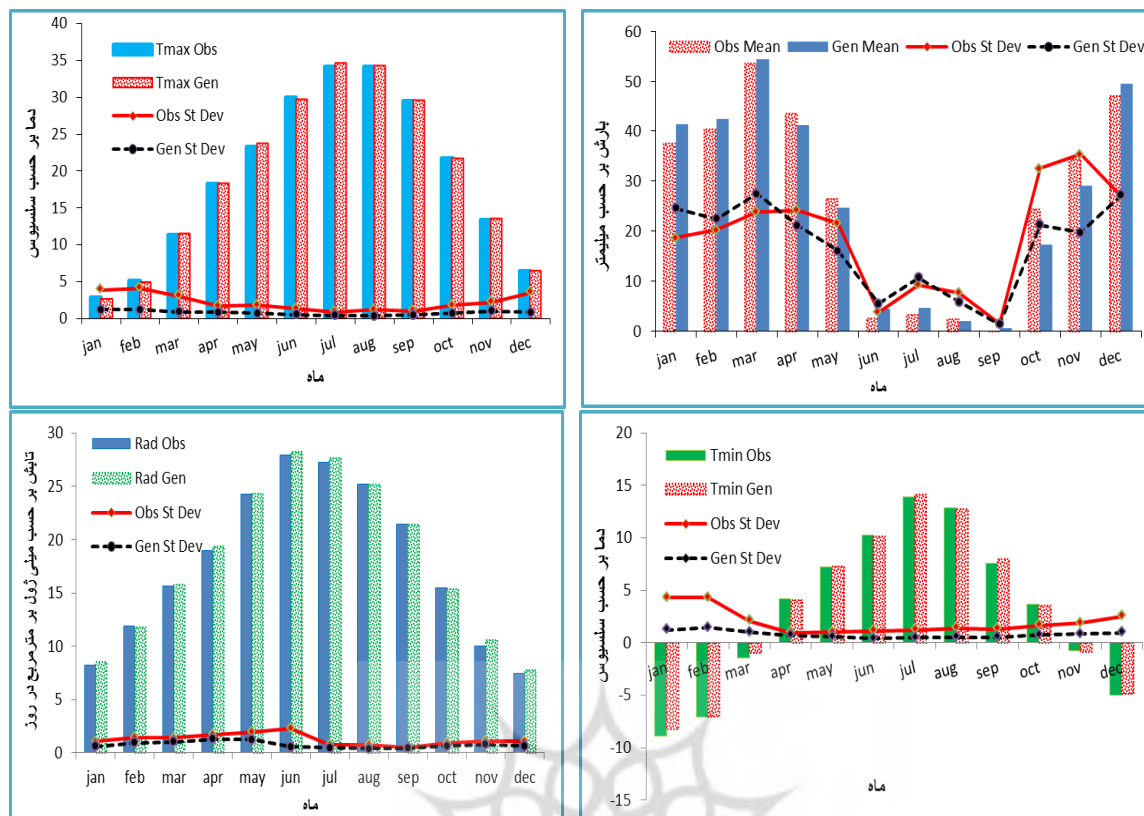 دما بر حسب سلسیوس
40
35
30
25
20
15
10
5
0
Tmax Obs
Tmax Gen
Obs St Dev
Gen St Dev
jan feb mar apr may jun jul aug sep oct nov dec
ماه
بارش بر حسب میلیمتر
60
50
40
30
20
10
0
Obs Mean Gen Mean Obs St Dev Gen St Dev
jan feb mar apr may jun jul aug sep oct nov dec
ماه
تابش بر حسب میلی ژول بر مترمربع در روز
30
25
20
15
10
5
0
Rad Obs
Rad Gen
Obs St Dev
Gen St Dev
jan feb mar apr may jun jul aug sep oct nov dec
ماه
دما بر حسب سلسیوس
20
15
10
5
0
-5
-10
-15
Tmin Obs
Tmin Gen
Obs St Dev
Gen St Dev
jan feb mar apr may jun jul aug sep oct nov dec
ماه